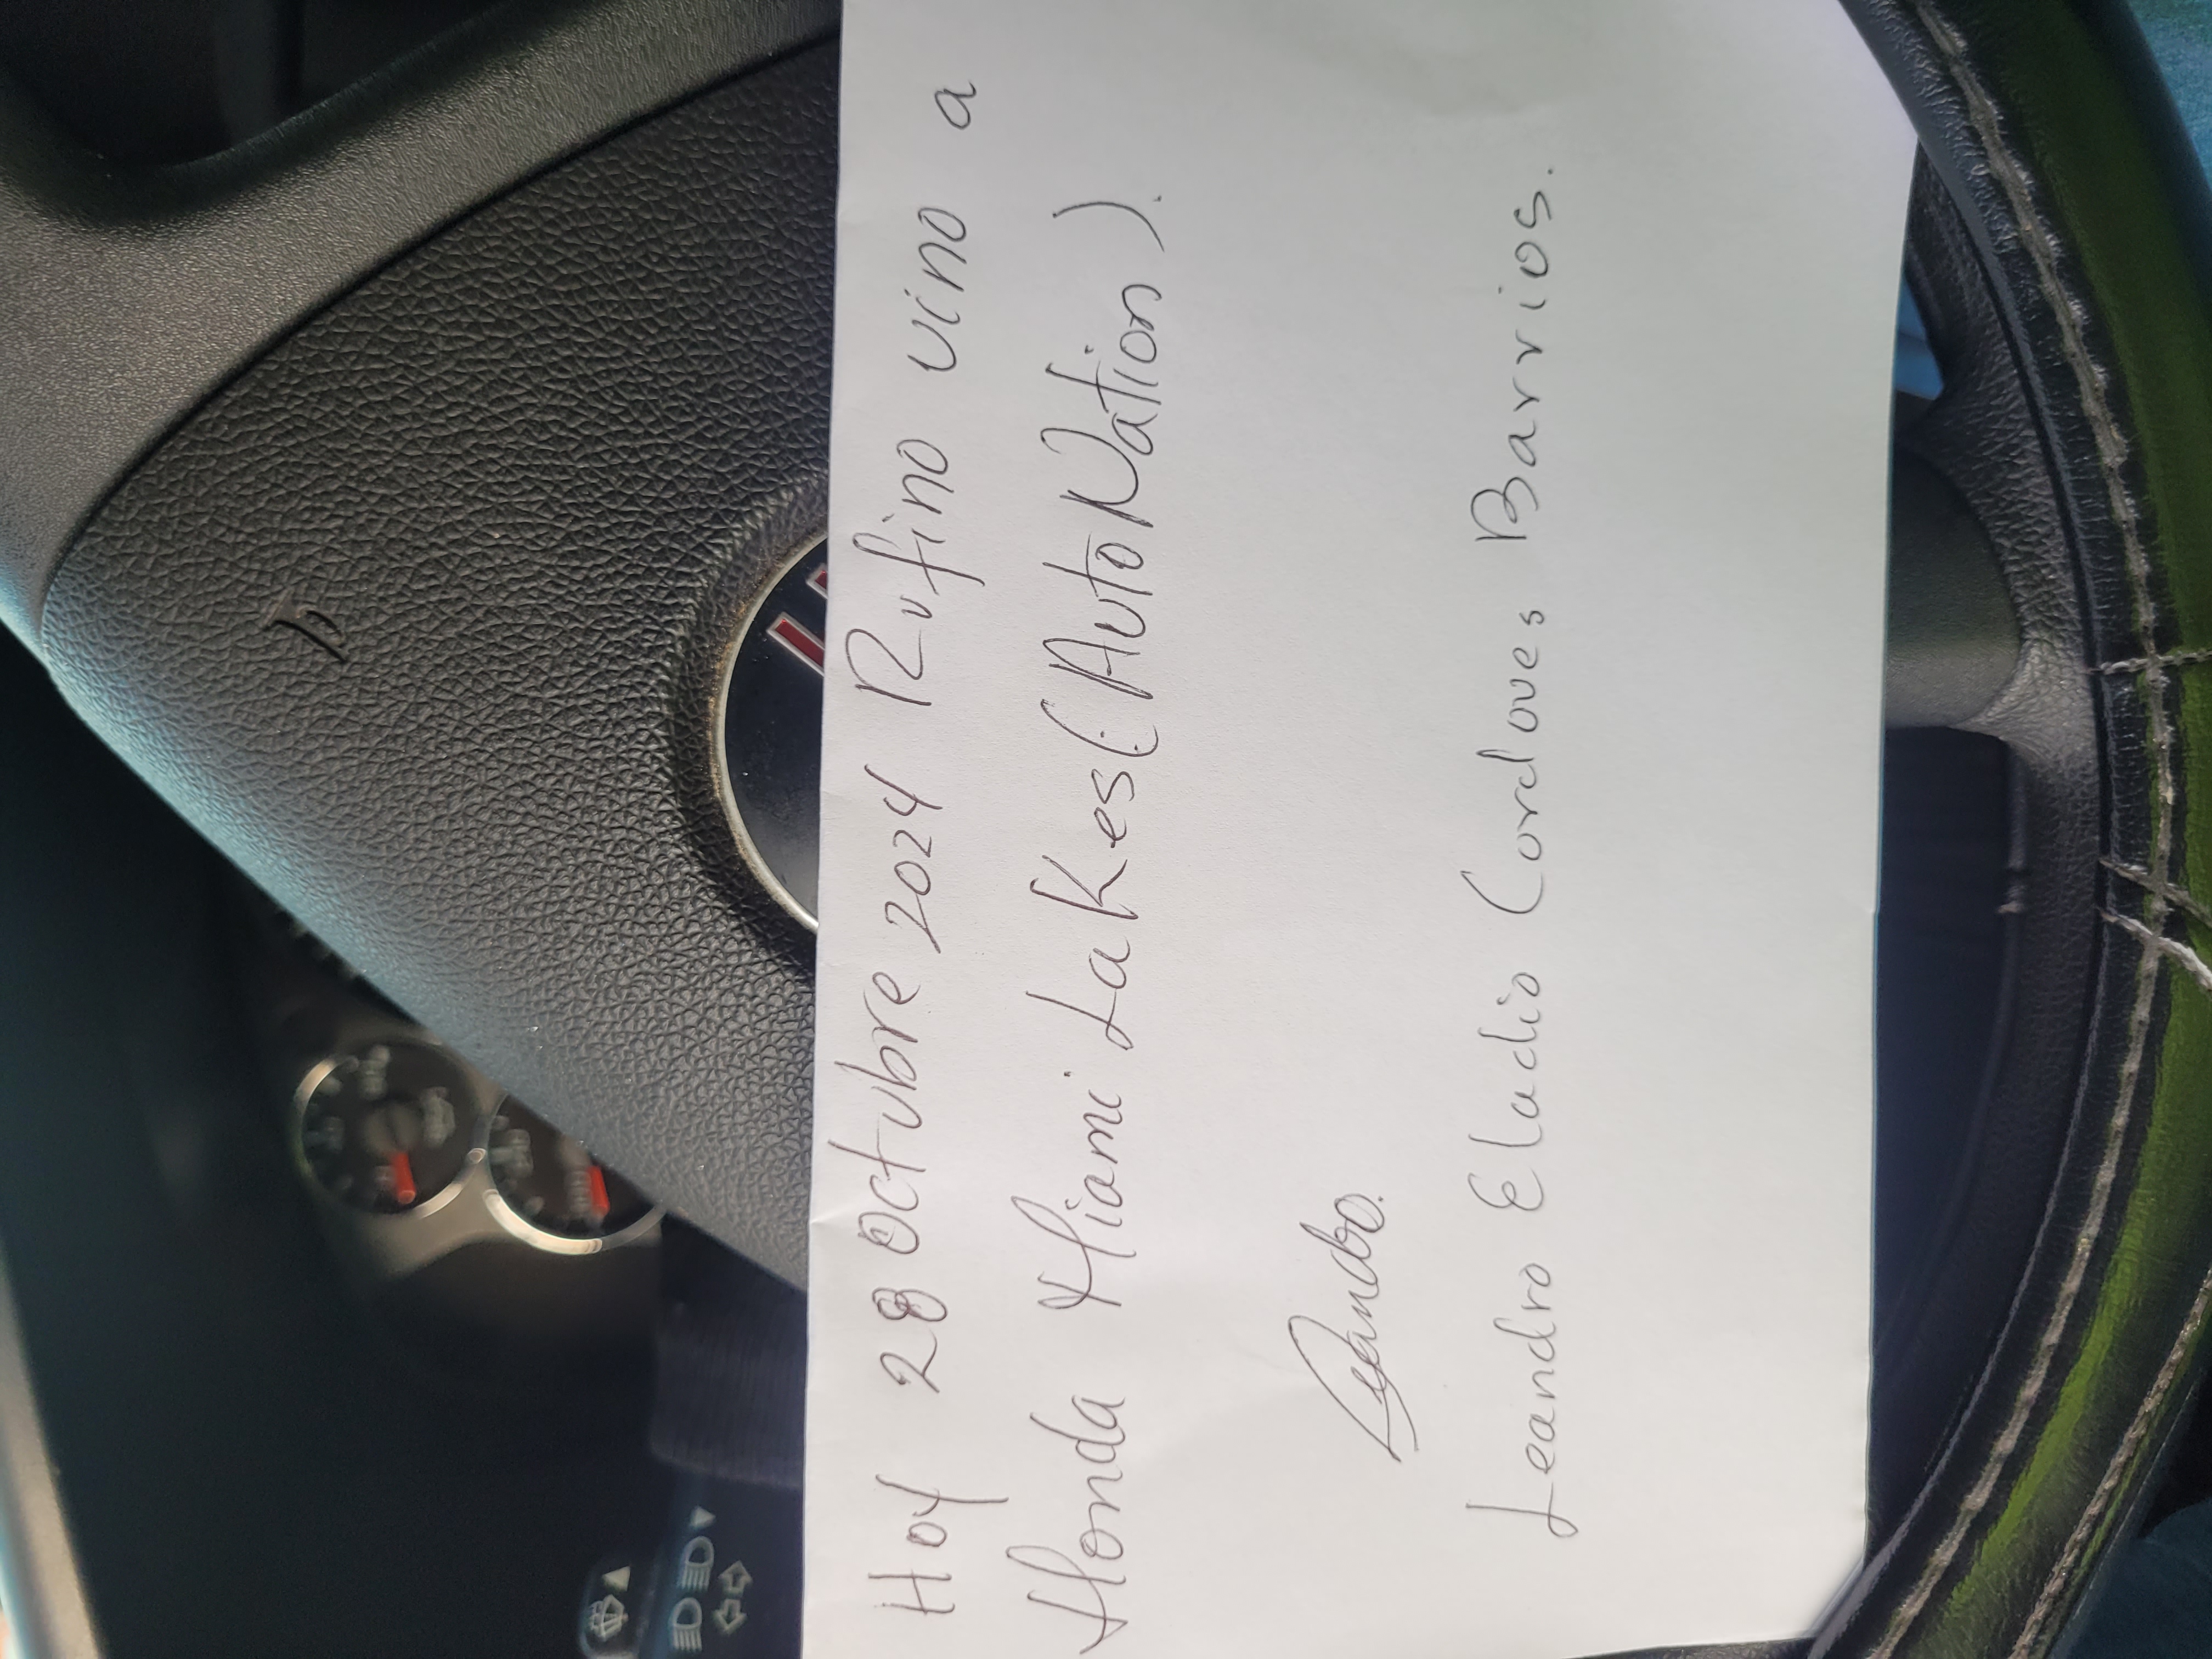 Hoy 28 Octubre 2024 Rufino vino a
Honda Miami Lakes (AutoNation).
Leandro.
Leandro Eladio Cordoves Barrios.